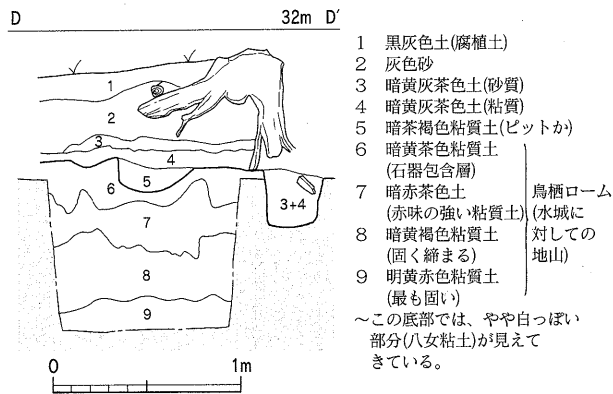 D 32m D′
1 黒灰色土(腐植土)
2 灰色砂
3 暗黄灰茶色土(砂質)
4 暗黄灰茶色土(粘質)
5 暗茶褐色粘質土(ピットか)
6 暗黄茶色粘質土
(石器包含層)
7 暗赤茶色土
(赤味の強い粘質土)
8 暗黄褐色粘質土
(固く締まる)
9 明黄赤色粘質土
(最も固い)
鳥栖ローム
(水城に
対しての
地山)
～この底部では、やや白っぽい
部分(八女粘土)が見えて
きている。
1
2
3
4
5
6
3+4
7
8
9
0 1m